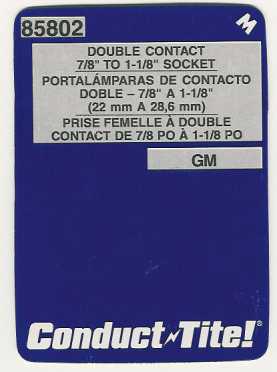 85802
M
DOUBLE CONTACT
7/8" TO 1-1/8" SOCKET
PORTALÁMPARAS DE CONTACTO
DOBLE – 7/8" A 1-1/8"
(22 mm A 28,6 mm)
PRISE FEMELLE À DOUBLE
CONTACT DE 7/8 PO À 1-1/8 PO
GM
Conduct Tite!®